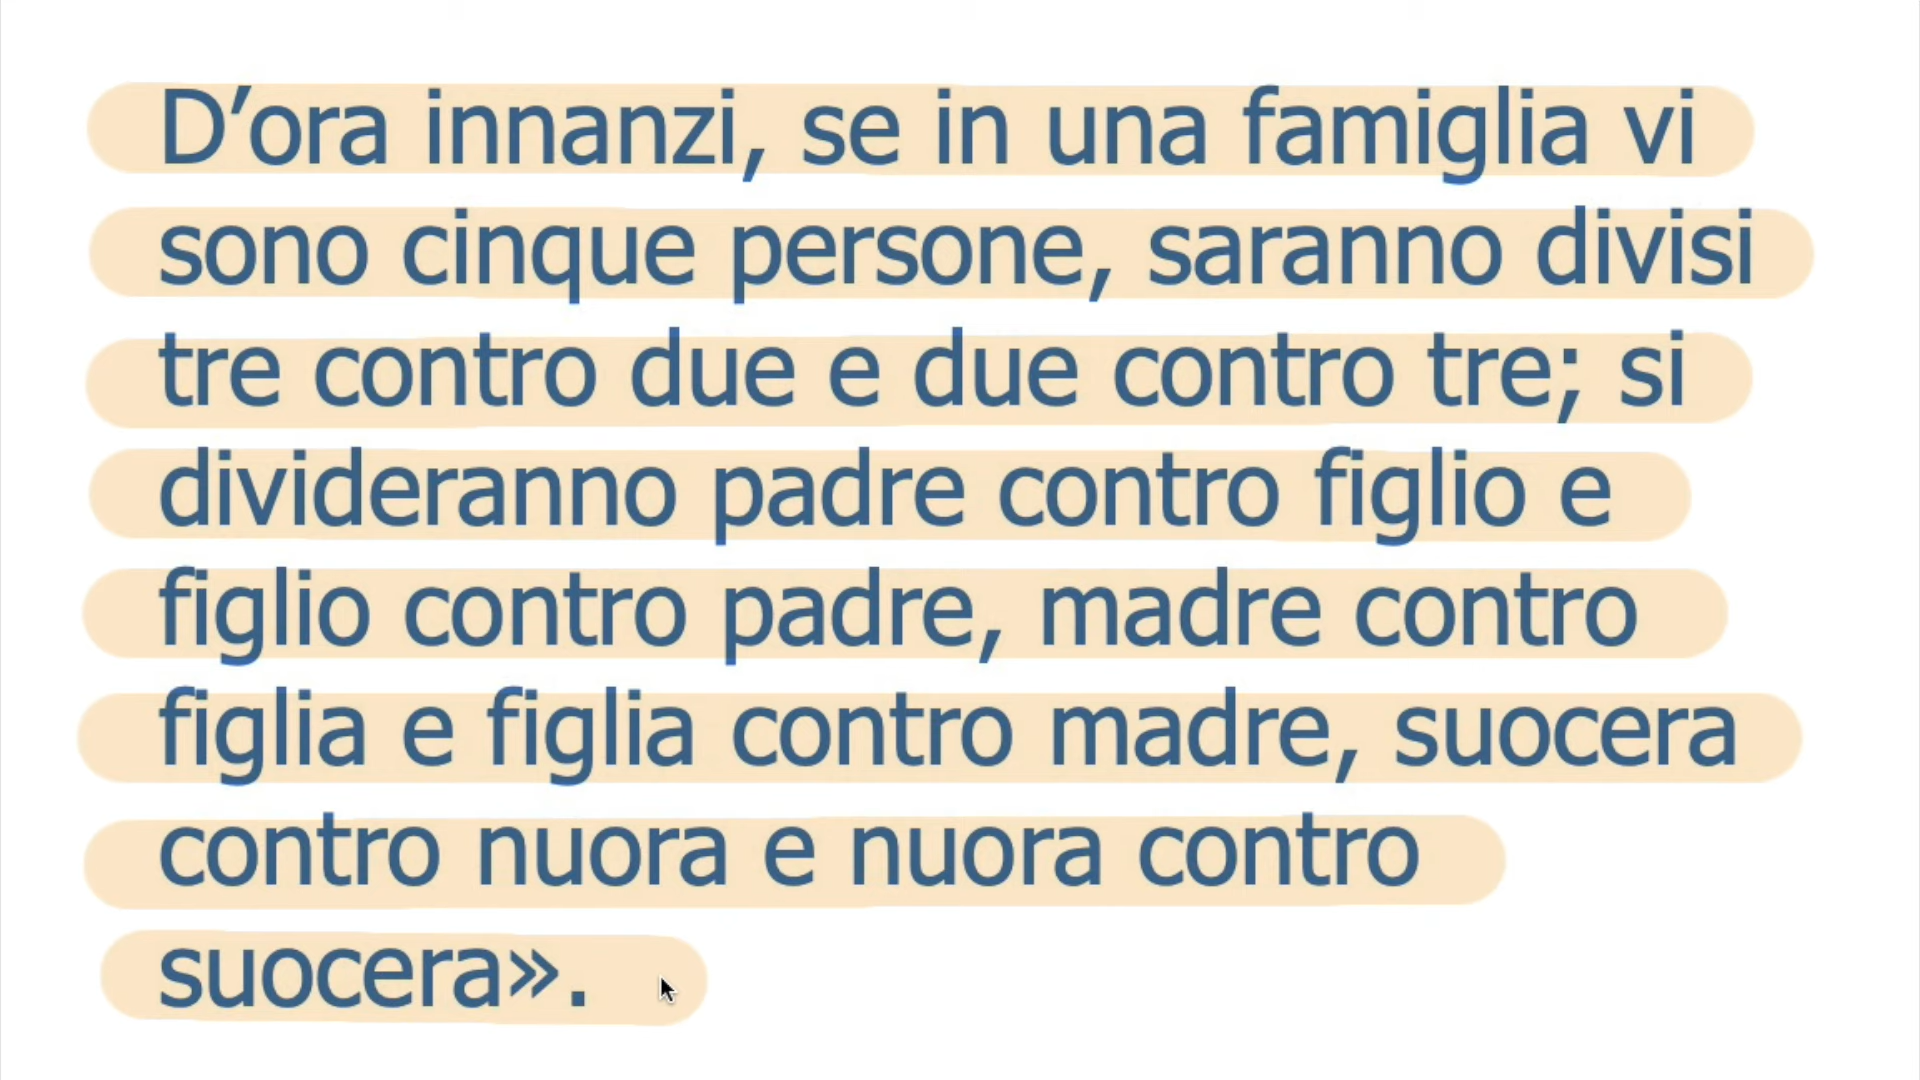 D’ora innanzi, se in una famiglia vi
sono cinque persone, saranno divisi
tre contro due e due contro tre; si
divideranno padre contro figlio e
figlio contro padre, madre contro
figlia e figlia contro madre, suocera
contro nuora e nuora contro
suocera».